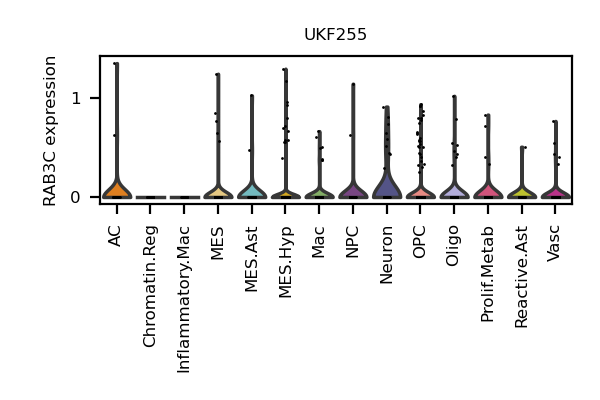 UKF255
RAB3C expression
1
0
AC
Chromatin.Reg
Inflammatory.Mac
MES
MES.Ast
MES.Hyp
Mac
NPC
Neuron
OPC
Oligo
Prolif.Metab
Reactive.Ast
Vasc